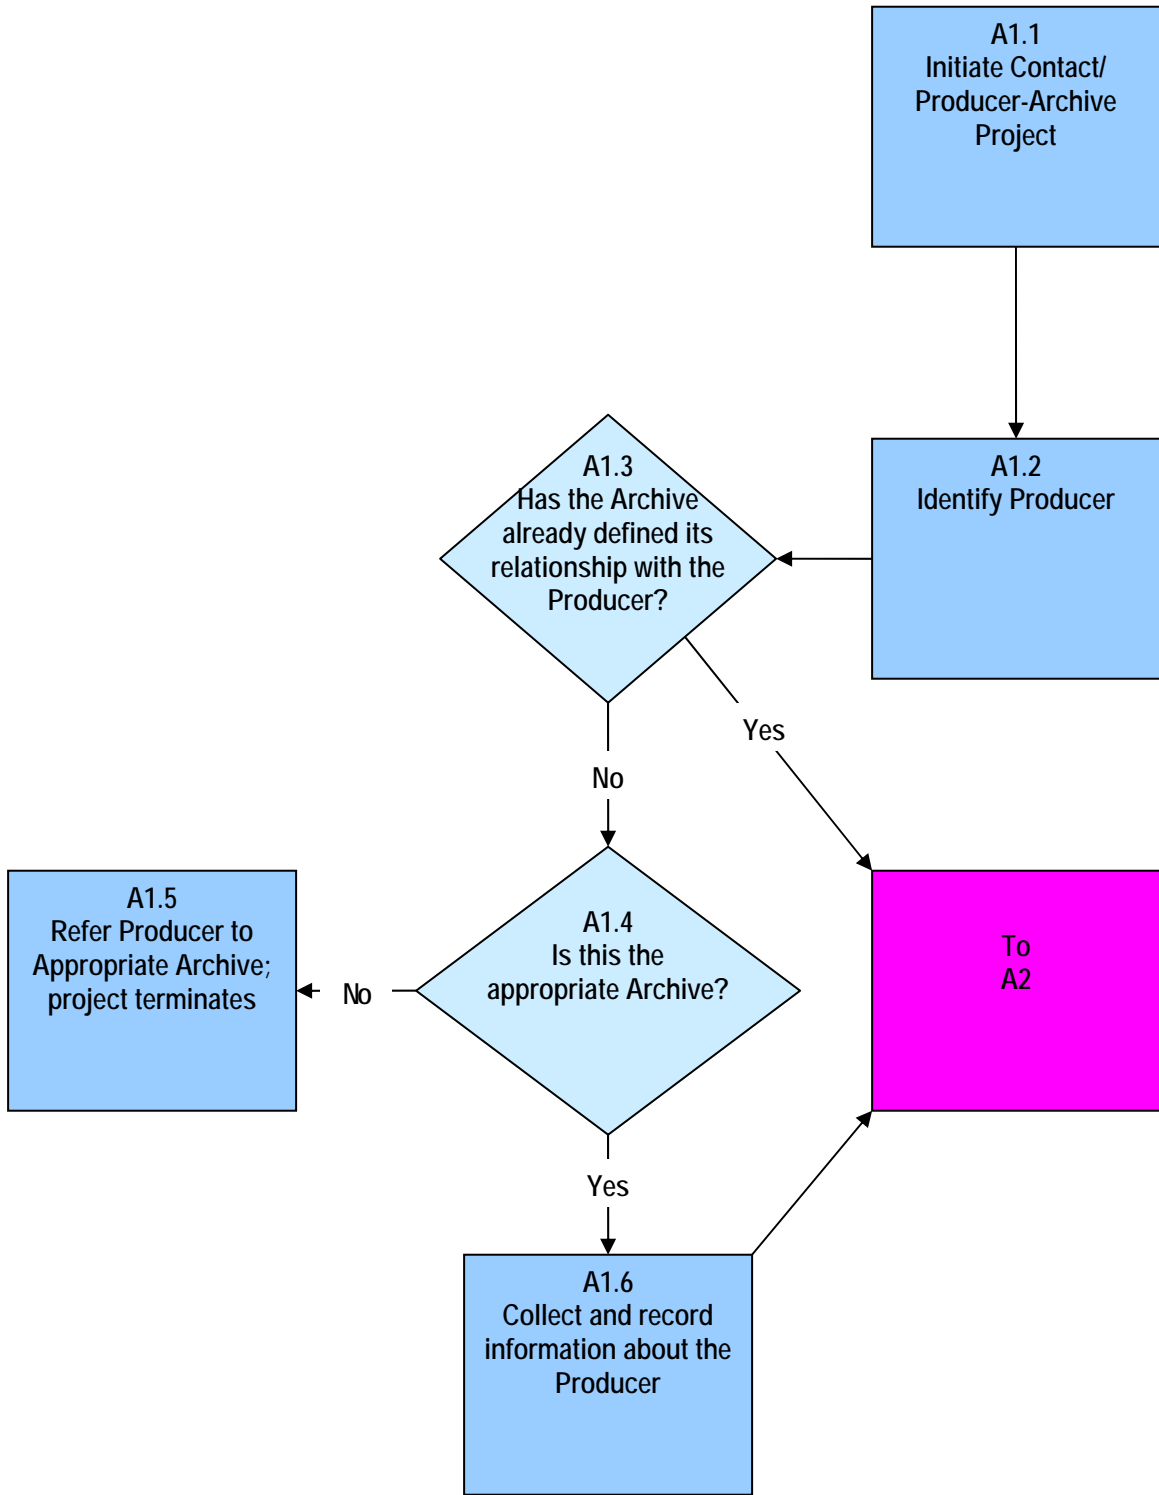 A1.1
Initiate Contact/
Producer-Archive
Project
A1.2
Identify Producer
A1.3
Has the Archive
already defined its
relationship with the
Producer?
Yes
No
A1.4
Is this the
appropriate Archive?
No
A1.5
Refer Producer to
Appropriate Archive;
project terminates
To
A2
Yes
A1.6
Collect and record
information about the
Producer